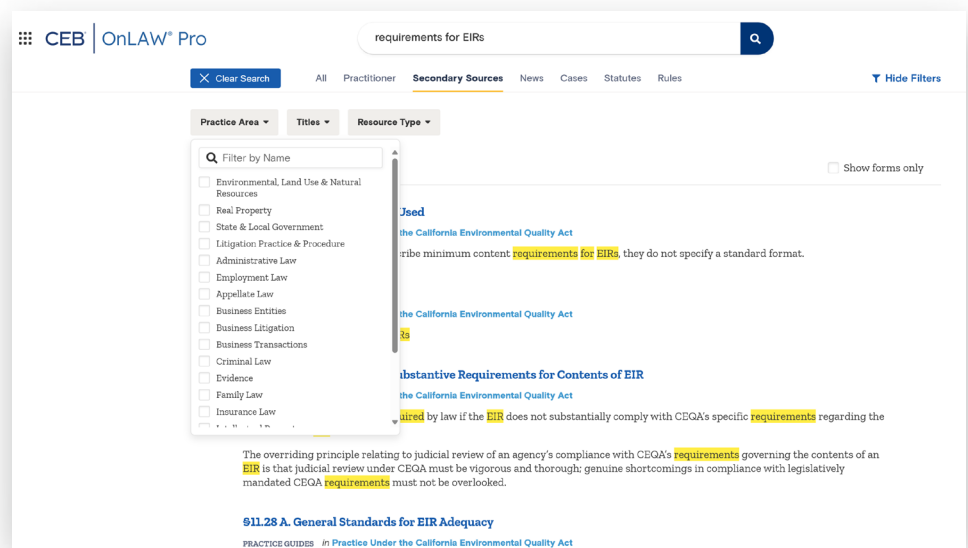 CEB OnLAW® Pro
requirements for EIRs
Clear Search All Practitioner Secondary Sources News Cases Statutes Rules Hide Filters
Practice Area Titles Resource Type
Filter by Name
Show forms only
Environmental, Land Use & Natural
Resources
Real Property
State & Local Government
Litigation Practice & Procedure
Administrative Law
Employment Law
Appellate Law
Business Entities
Business Litigation
Business Transactions
Criminal Law
Evidence
Family Law
Insurance Law
Used
the California Environmental Quality Act
cribe minimum content requirements for EIRs, they do not specify a standard format.
the California Environmental Quality Act
Rs
ubstantive Requirements for Contents of EIR
the California Environmental Quality Act
uired by law if the EIR does not substantially comply with CEQA's specific requirements regarding the
The overriding principle relating to judicial review of an agency's compliance with CEQA's requirements governing the contents of an
EIR is that judicial review under CEQA must be vigorous and thorough; genuine shortcomings in compliance with legislatively
mandated CEQA requirements must not be overlooked.
§11.28 A. General Standards for EIR Adequacy
PRACTICE GUIDES in Practice Under the California Environmental Quality Act